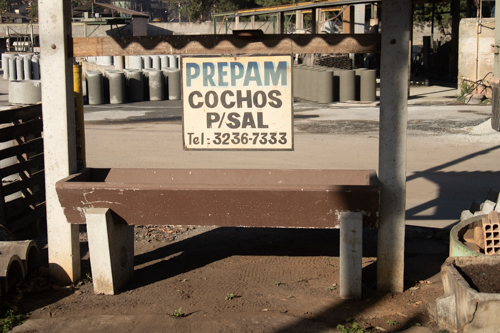 PREPAM
COCHOS
P/SAL
Tel: 3236-7333